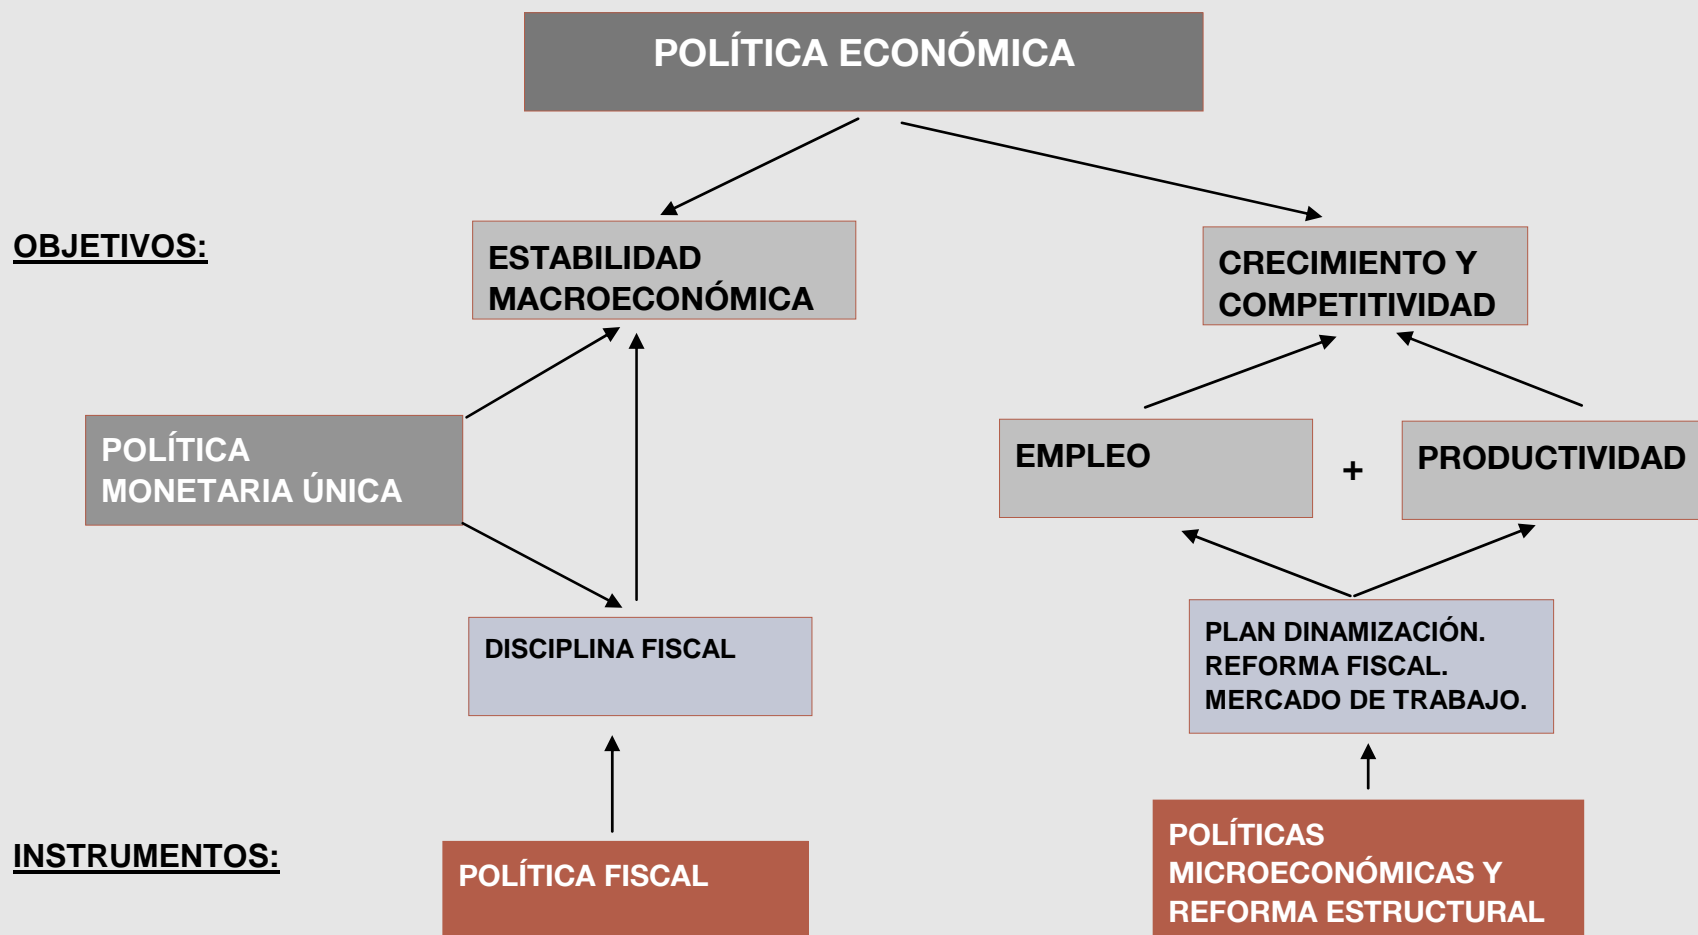 POLÍTICA ECONÓMICA
OBJETIVOS:
ESTABILIDAD
MACROECONÓMICA
CRECIMIENTO Y
COMPETITIVIDAD
POLÍTICA
MONETARIA ÚNICA
EMPLEO
+
PRODUCTIVIDAD
DISCIPLINA FISCAL
PLAN DINAMIZACIÓN.
REFORMA FISCAL.
MERCADO DE TRABAJO.
INSTRUMENTOS:
POLÍTICA FISCAL
POLÍTICAS
MICROECONÓMICAS Y
REFORMA ESTRUCTURAL